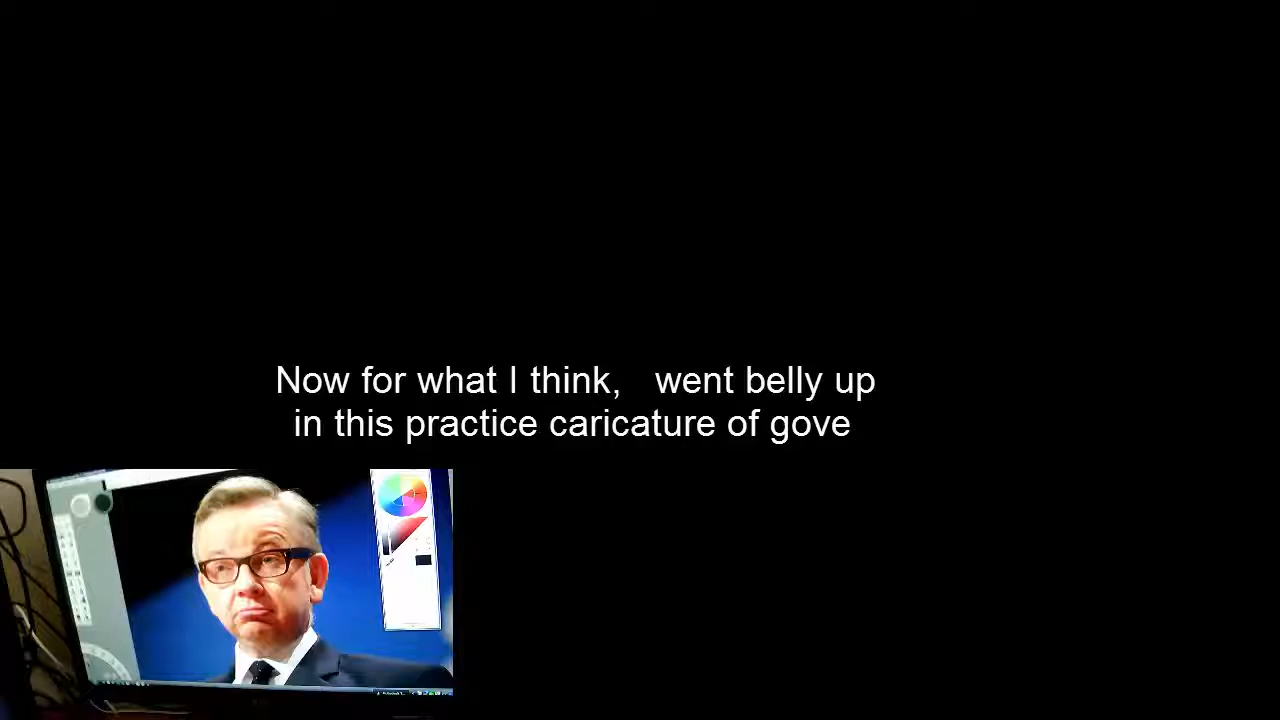 Now for what I think, went belly up
in this practice caricature of gove